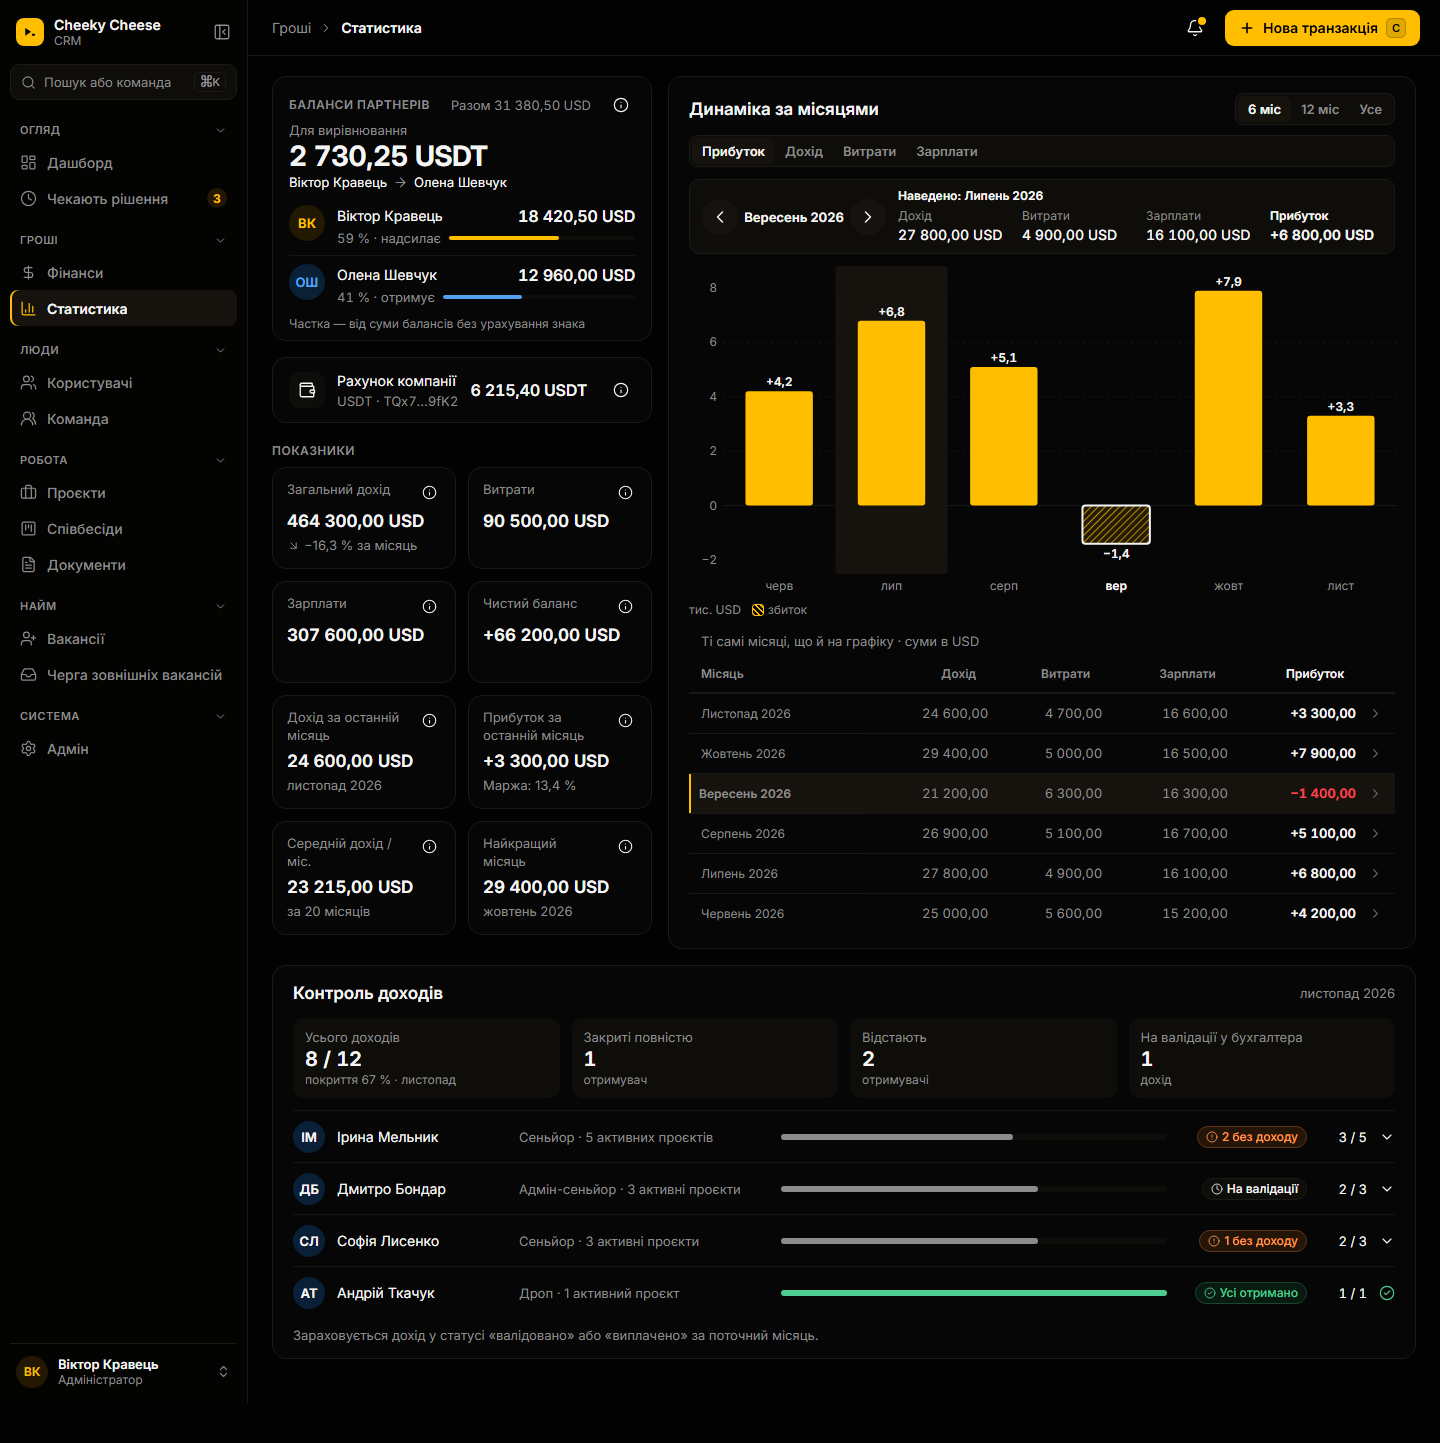 Cheeky Cheese
CRM
Пошук або команда
⌘K
ОГЛЯД
Дашборд
Чекають рішення
3
ГРОШІ
Фінанси
Статистика
ЛЮДИ
Користувачі
Команда
РОБОТА
Проєкти
Співбесіди
Документи
НАЙМ
Вакансії
Черга зовнішніх вакансій
СИСТЕМА
Адмін
ВК
Віктор Кравець
Адміністратор
Гроші
Статистика
Нова транзакція
C
БАЛАНСИ ПАРТНЕРІВ
Разом 31 380,50 USD
Для вирівнювання
2 730,25 USDT
Віктор Кравець → Олена Шевчук
ВК
Віктор Кравець
18 420,50 USD
59 % · надсилає
ОШ
Олена Шевчук
12 960,00 USD
41 % · отримує
Частка — від суми балансів без урахування знака
Рахунок компанії
USDT · TQx7...9fK2
6 215,40 USDT
ПОКАЗНИКИ
Загальний дохід
464 300,00 USD
−16,3 % за місяць
Витрати
90 500,00 USD
Зарплати
307 600,00 USD
Чистий баланс
+66 200,00 USD
Дохід за останній
місяць
24 600,00 USD
листопад 2026
Прибуток за
останній місяць
+3 300,00 USD
Маржа: 13,4 %
Середній дохід /
міс.
23 215,00 USD
за 20 місяців
Найкращий
місяць
29 400,00 USD
жовтень 2026
Динаміка за місяцями
6 міс 12 міс Усе
Прибуток Дохід Витрати Зарплати
Вересень 2026
Наведено: Липень 2026
Дохід Витрати Зарплати Прибуток
27 800,00 USD 4 900,00 USD 16 100,00 USD +6 800,00 USD
8
6
4
2
0
−2
+4,2
+6,8
+5,1
−1,4
+7,9
+3,3
черв лип серп вер жовт лист
тис. USD збиток
Ті самі місяці, що й на графіку · суми в USD
Місяць Дохід Витрати Зарплати Прибуток
Листопад 2026 24 600,00 4 700,00 16 600,00 +3 300,00
Жовтень 2026 29 400,00 5 000,00 16 500,00 +7 900,00
Вересень 2026 21 200,00 6 300,00 16 300,00 −1 400,00
Серпень 2026 26 900,00 5 100,00 16 700,00 +5 100,00
Липень 2026 27 800,00 4 900,00 16 100,00 +6 800,00
Червень 2026 25 000,00 5 600,00 15 200,00 +4 200,00
Контроль доходів
листопад 2026
Усього доходів
8 / 12
покриття 67 % · листопад
Закриті повністю
1
отримувач
Відстають
2
отримувачі
На валідації у бухгалтера
1
дохід
ІМ Ірина Мельник Сеньйор · 5 активних проєктів 2 без доходу 3 / 5
ДБ Дмитро Бондар Адмін-сеньйор · 3 активні проєкти На валідації 2 / 3
СЛ Софія Лисенко Сеньйор · 3 активні проєкти 1 без доходу 2 / 3
АТ Андрій Ткачук Дроп · 1 активний проєкт Усі отримано 1 / 1
Зараховується дохід у статусі «валідовано» або «виплачено» за поточний місяць.